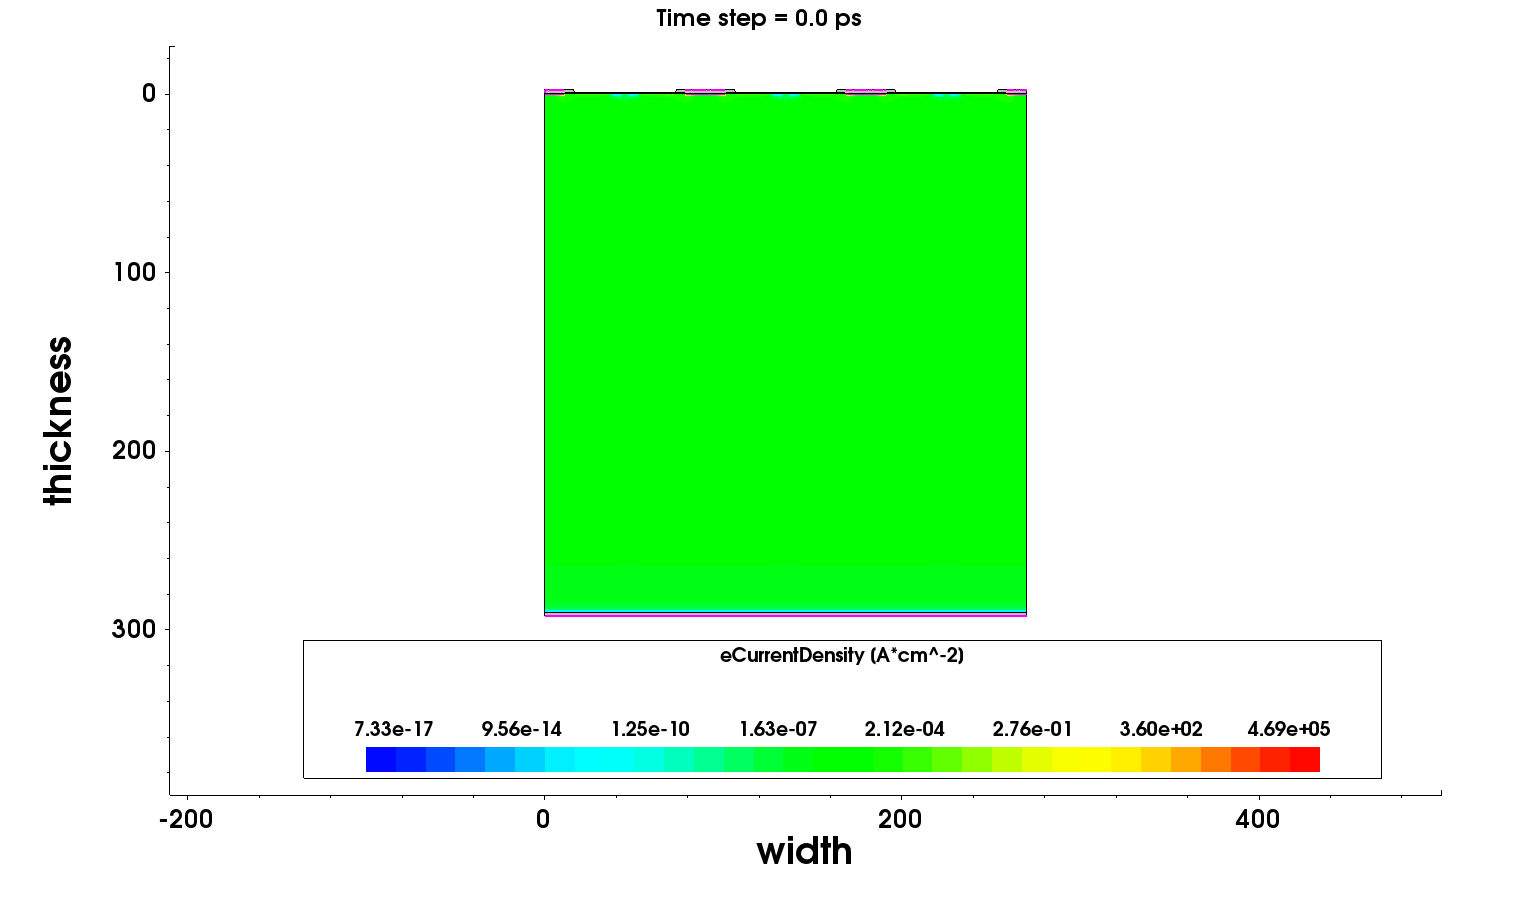 Time step = 0.0 ps
0
100
200
300
thickness
eCurrentDensity (A*cm^-2)
7.33e-17 9.56e-14 1.25e-10 1.63e-07 2.12e-04 2.76e-01 3.60e+02 4.69e+05
-200 0 200 400
width